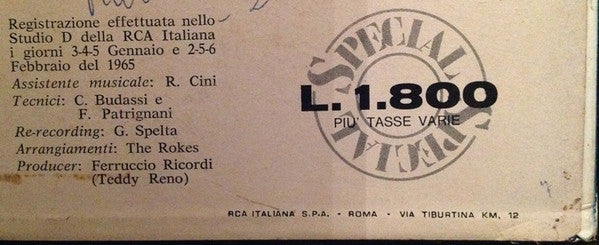 Registrazione effettuata nello
Studio D della RCA Italiana
i giorni 3-4-5 Gennaio e 2-5-6
Febbraio del 1965
Assistente musicale: R. Cini
Tecnici: C. Budassi e
F. Patrignani
Re-recording: G. Spelta
Arrangiamenti: The Rokes
Producer: Ferruccio Ricordi
(Teddy Reno)
SPECIAL
L. 1.800
PIU' TASSE VARIE
SPECIAL
RCA ITALIANA S.P.A. - ROMA - VIA TIBURTINA KM, 12